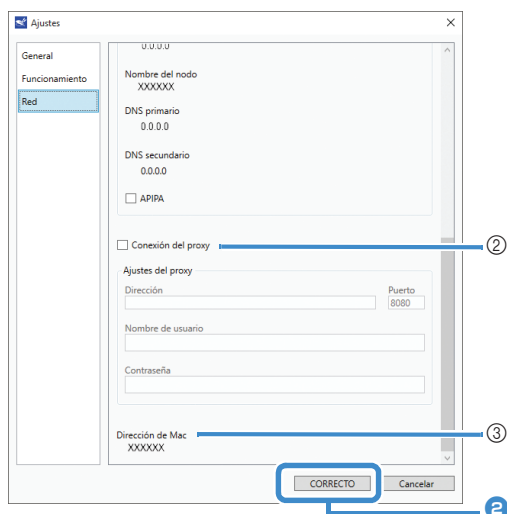 Ajustes
General
Funcionamiento
Red
0.0.0.0
Nombre del nodo
XXXXXX
DNS primario
0.0.0.0
DNS secundario
0.0.0.0
APIPA
Conexión del proxy
②
Ajustes del proxy
Dirección
Puerto
8080
Nombre de usuario
Contraseña
Dirección de Mac
③
XXXXXX
CORRECTO
Cancelar
2